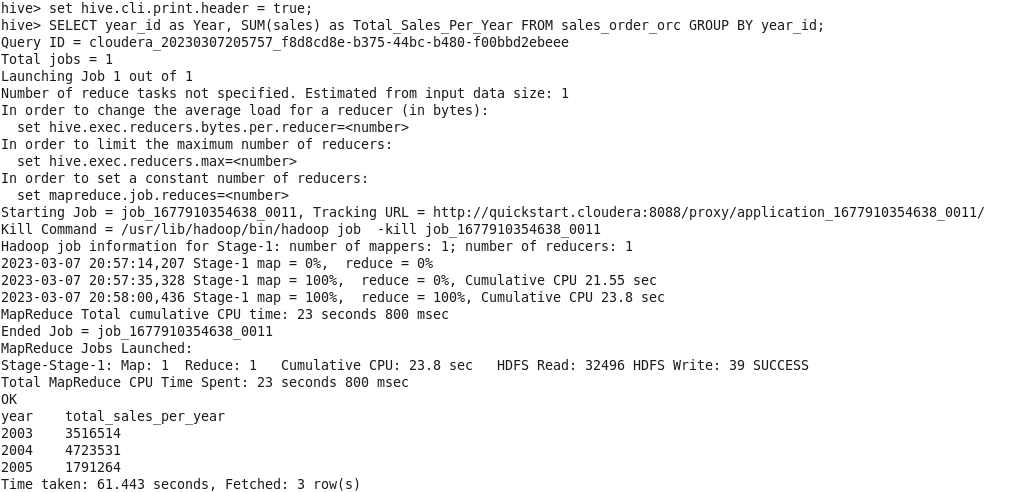 hive> set hive.cli.print.header = true;
hive> SELECT year_id as Year, SUM(sales) as Total_Sales_Per_Year FROM sales_order_orc GROUP BY year_id;
Query ID = cloudera_20230307205757_f8d8cd8e-b375-44bc-b480-f00bbd2ebeee
Total jobs = 1
Launching Job 1 out of 1
Number of reduce tasks not specified. Estimated from input data size: 1
In order to change the average load for a reducer (in bytes):
  set hive.exec.reducers.bytes.per.reducer=<number>
In order to limit the maximum number of reducers:
  set hive.exec.reducers.max=<number>
In order to set a constant number of reducers:
  set mapreduce.job.reduces=<number>
Starting Job = job_1677910354638_0011, Tracking URL = http://quickstart.cloudera:8088/proxy/application_1677910354638_0011/
Kill Command = /usr/lib/hadoop/bin/hadoop job  -kill job_1677910354638_0011
Hadoop job information for Stage-1: number of mappers: 1; number of reducers: 1
2023-03-07 20:57:14,207 Stage-1 map = 0%,  reduce = 0%
2023-03-07 20:57:35,328 Stage-1 map = 100%,  reduce = 0%, Cumulative CPU 21.55 sec
2023-03-07 20:58:00,436 Stage-1 map = 100%,  reduce = 100%, Cumulative CPU 23.8 sec
MapReduce Total cumulative CPU time: 23 seconds 800 msec
Ended Job = job_1677910354638_0011
MapReduce Jobs Launched:
Stage-Stage-1: Map: 1  Reduce: 1   Cumulative CPU: 23.8 sec   HDFS Read: 32496 HDFS Write: 39 SUCCESS
Total MapReduce CPU Time Spent: 23 seconds 800 msec
OK
year    total_sales_per_year
2003    3516514
2004    4723531
2005    1791264
Time taken: 61.443 seconds, Fetched: 3 row(s)